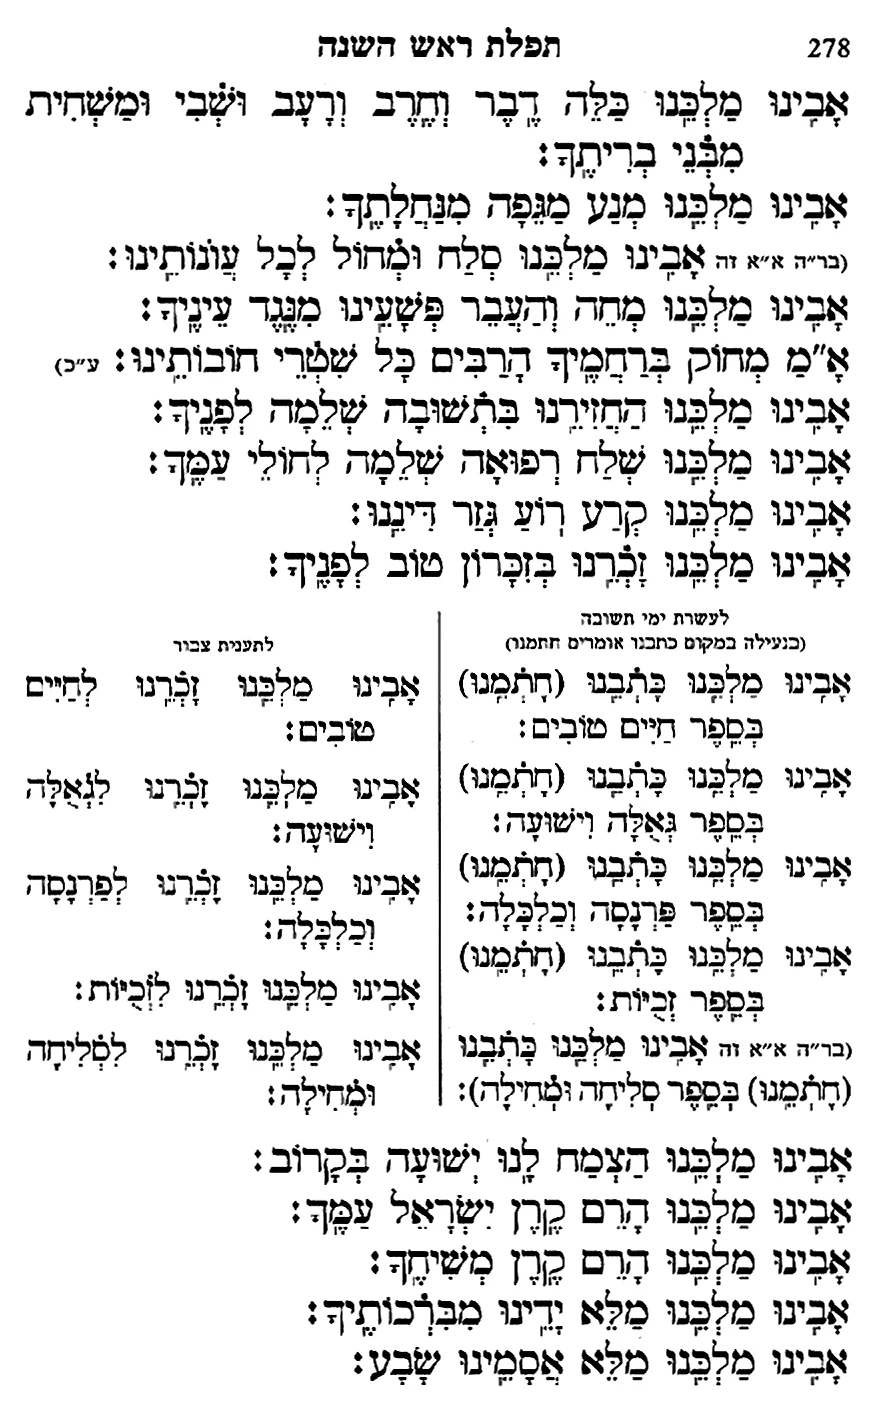 278
תפלת ראש השנה
אָבִינוּ מַלְכֵּנוּ כַּלֵּה דֶבֶר וְחֶרֶב וְרָעָב וּשְׁבִי וּמַשְׁחִית
מִבְּנֵי בְרִיתֶךָ:
אָבִינוּ מַלְכֵּנוּ מְנַע מַגֵּפָה מִנַּחֲלָתֶךָ:
(בר״ה א״א זה אָבִינוּ מַלְכֵּנוּ סְלַח וּמְחוֹל לְכָל עֲוֹנוֹתֵינוּ:
אָבִינוּ מַלְכֵּנוּ מְחֵה וְהַעֲבֵר פְּשָׁעֵינוּ מִנֶּגֶד עֵינֶיךָ:
אָ״מַ מְחוֹק בְּרַחֲמֶיךָ הָרַבִּים כָּל שִׁטְרֵי חוֹבוֹתֵינוּ: ע״כ)
אָבִינוּ מַלְכֵּנוּ הַחֲזִירֵנוּ בִּתְשׁוּבָה שְׁלֵמָה לְפָנֶיךָ:
אָבִינוּ מַלְכֵּנוּ שְׁלַח רְפוּאָה שְׁלֵמָה לְחוֹלֵי עַמֶּךָ:
אָבִינוּ מַלְכֵּנוּ קְרַע רוֹעַ גְּזַר דִּינֵנוּ:
אָבִינוּ מַלְכֵּנוּ זָכְרֵנוּ בְּזִכָּרוֹן טוֹב לְפָנֶיךָ:
לעשרת ימי תשובה
(בנעילה במקום כתבנו אומרים חתמנו)
אָבִינוּ מַלְכֵּנוּ כָּתְבֵנוּ (חָתְמֵנוּ)
בְּסֵפֶר חַיִּים טוֹבִים:
אָבִינוּ מַלְכֵּנוּ כָּתְבֵנוּ (חָתְמֵנוּ)
בְּסֵפֶר גְּאֻלָּה וִישׁוּעָה:
אָבִינוּ מַלְכֵּנוּ כָּתְבֵנוּ (חָתְמֵנוּ)
בְּסֵפֶר פַּרְנָסָה וְכַלְכָּלָה:
אָבִינוּ מַלְכֵּנוּ כָּתְבֵנוּ (חָתְמֵנוּ)
בְּסֵפֶר זְכֻיּוֹת:
(בר״ה א״א זה אָבִינוּ מַלְכֵּנוּ כָּתְבֵנוּ
(חָתְמֵנוּ) בְּסֵפֶר סְלִיחָה וּמְחִילָה):
לתענית צבור
אָבִינוּ מַלְכֵּנוּ זָכְרֵנוּ לְחַיִּים
טוֹבִים:
אָבִינוּ מַלְכֵּנוּ זָכְרֵנוּ לִגְאֻלָּה
וִישׁוּעָה:
אָבִינוּ מַלְכֵּנוּ זָכְרֵנוּ לְפַרְנָסָה
וְכַלְכָּלָה:
אָבִינוּ מַלְכֵּנוּ זָכְרֵנוּ לִזְכֻיּוֹת:
אָבִינוּ מַלְכֵּנוּ זָכְרֵנוּ לִסְלִיחָה
וּמְחִילָה:
אָבִינוּ מַלְכֵּנוּ הַצְמַח לָנוּ יְשׁוּעָה בְּקָרוֹב:
אָבִינוּ מַלְכֵּנוּ הָרֵם קֶרֶן יִשְׂרָאֵל עַמֶּךָ:
אָבִינוּ מַלְכֵּנוּ הָרֵם קֶרֶן מְשִׁיחֶךָ:
אָבִינוּ מַלְכֵּנוּ מַלֵּא יָדֵינוּ מִבִּרְכוֹתֶיךָ:
אָבִינוּ מַלְכֵּנוּ מַלֵּא אֲסָמֵינוּ שָׂבָע: